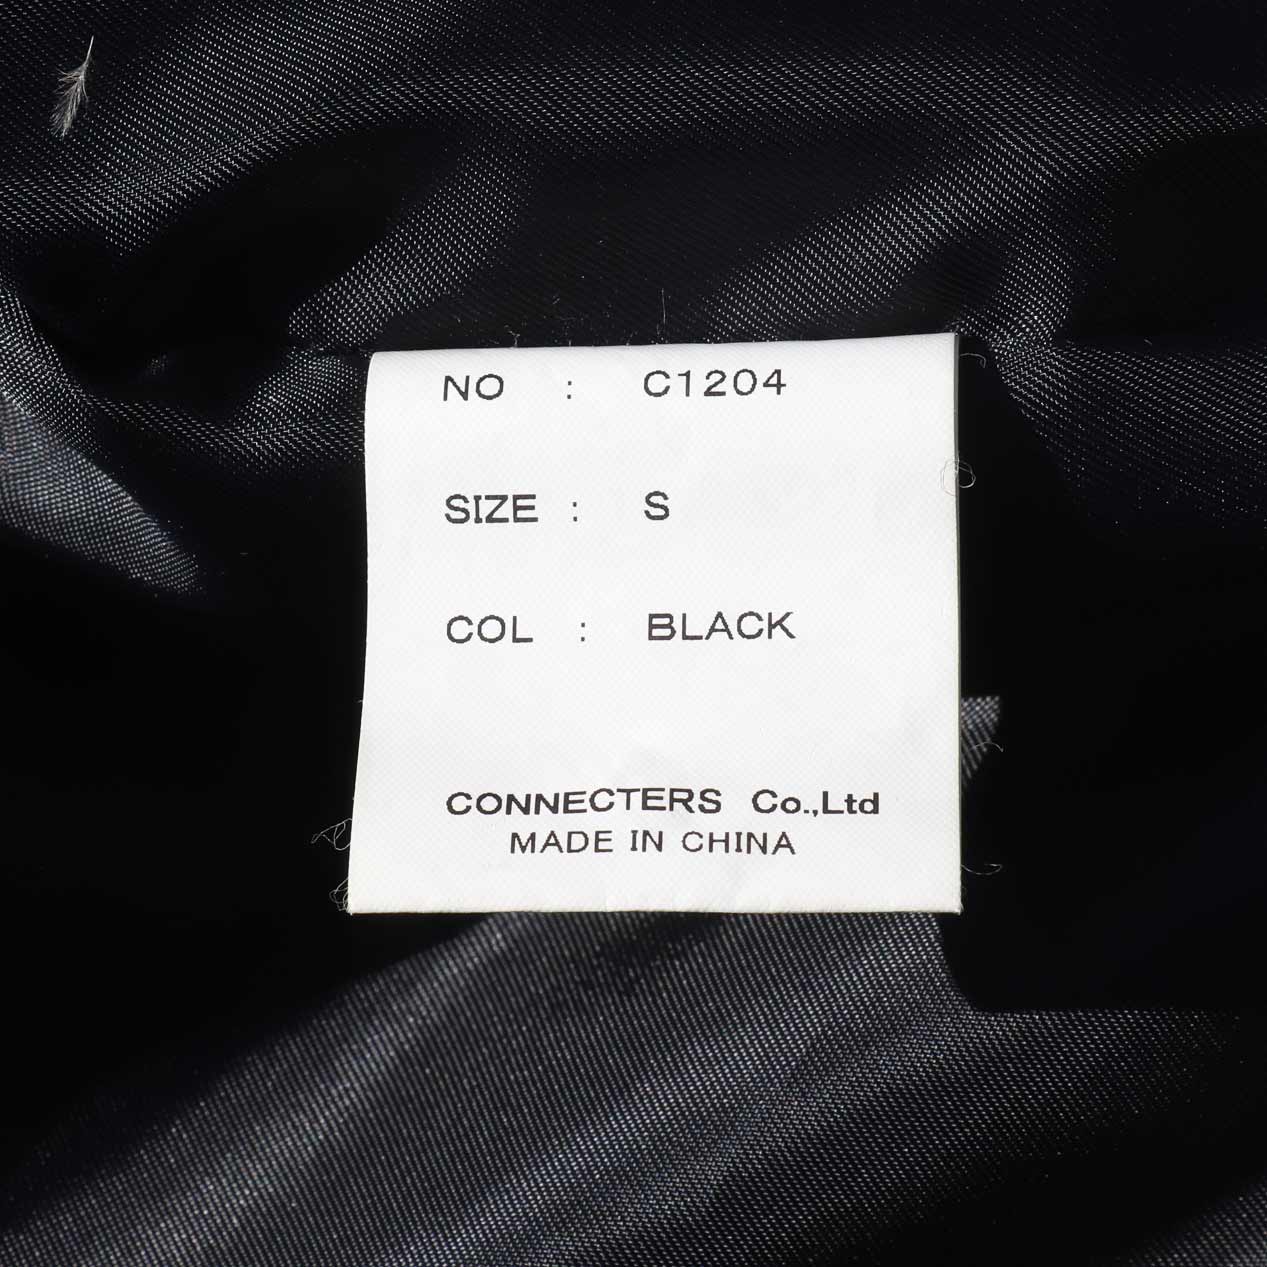 NO : C1204
SIZE : S
COL : BLACK
CONNECTERS Co.,Ltd
MADE IN CHINA